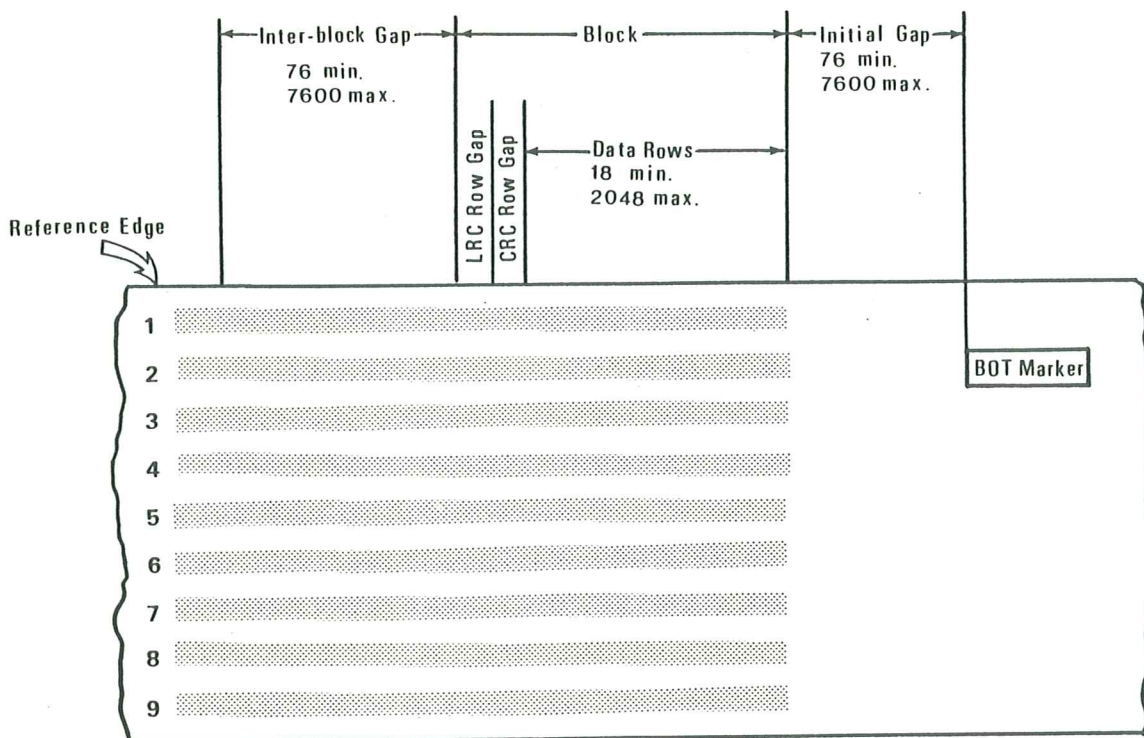 Inter-block Gap
76 min.
7600 max.
Block
Initial Gap
76 min.
7600 max.
LRC Row Gap
CRC Row Gap
Data Rows
18 min.
2048 max.
Reference Edge
1
2
BOT Marker
3
4
5
6
7
8
9